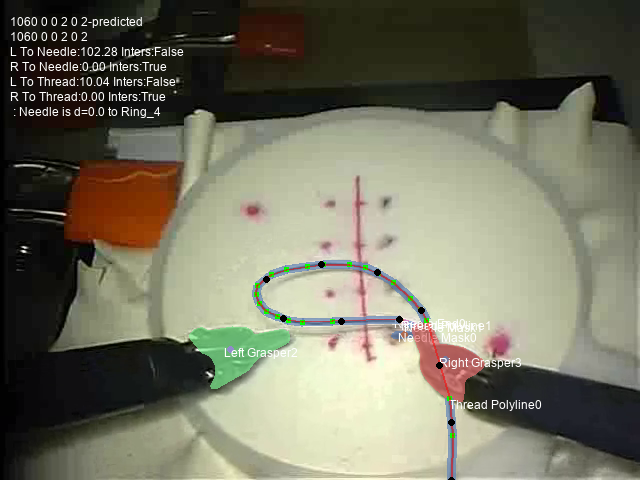 1060 0 0 2 0 2-predicted
1060 0 0 2 0 2
L To Needle:102.28 Inters:False
R To Needle:0.00 Inters:True
L To Thread:10.04 Inters:False
R To Thread:0.00 Inters:True
: Needle is d=0.0 to Ring_4
Needle Mask0
Left Grasper2
Right Grasper3
Thread Polyline0